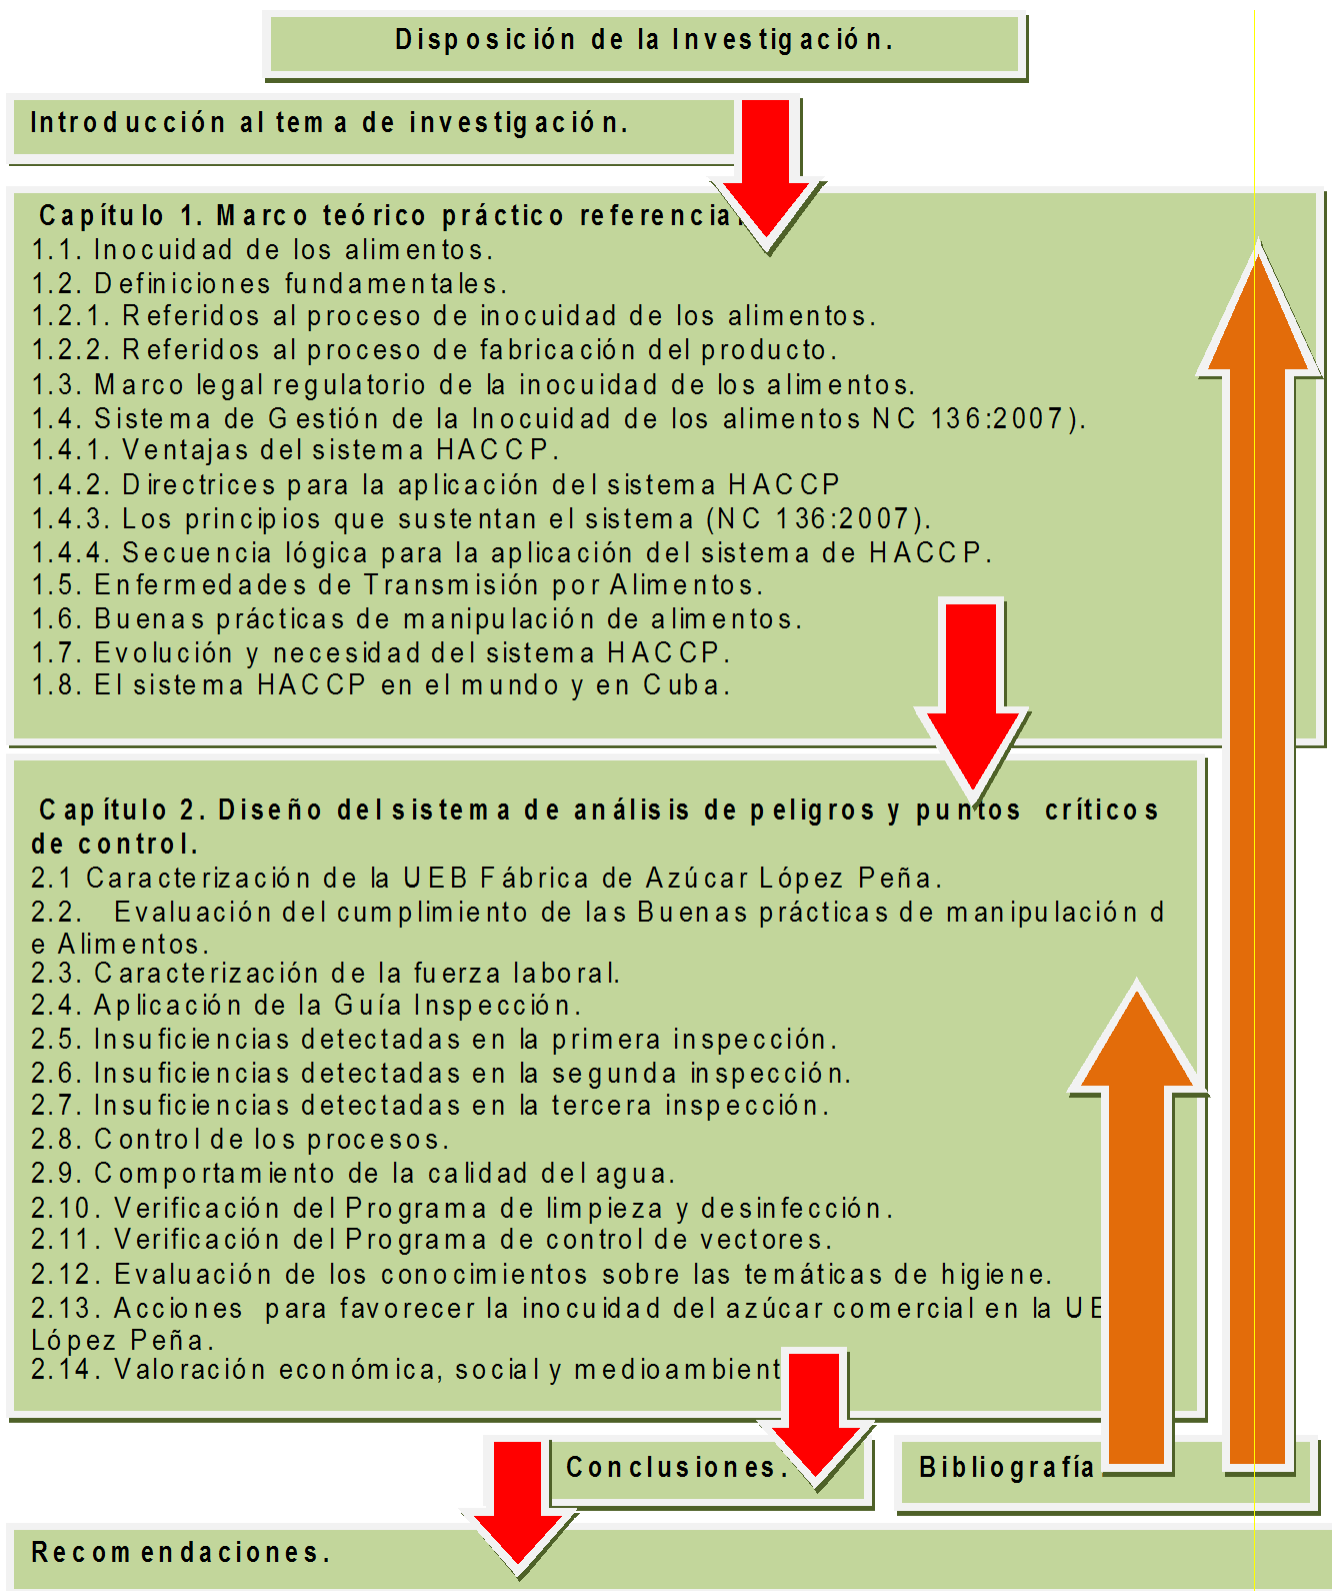 Disposición de la Investigación.
Introducción al tema de investigación.
Capítulo 1. Marco teórico práctico referencial
1.1. Inocuidad de los alimentos.
1.2. Definiciones fundamentales.
1.2.1. Referidos al proceso de inocuidad de los alimentos.
1.2.2. Referidos al proceso de fabricación del producto.
1.3. Marco legal regulatorio de la inocuidad de los alimentos.
1.4. Sistema de Gestión de la Inocuidad de los alimentos NC 136:2007).
1.4.1. Ventajas del sistema HACCP.
1.4.2. Directrices para la aplicación del sistema HACCP
1.4.3. Los principios que sustentan el sistema (NC 136:2007).
1.4.4. Secuencia lógica para la aplicación del sistema de HACCP.
1.5. Enfermedades de Transmisión por Alimentos.
1.6. Buenas prácticas de manipulación de alimentos.
1.7. Evolución y necesidad del sistema HACCP.
1.8. El sistema HACCP en el mundo y en Cuba.
Capítulo 2. Diseño del sistema de análisis de peligros y puntos críticos
de control.
2.1 Caracterización de la UEB Fábrica de Azúcar López Peña.
2.2. Evaluación del cumplimiento de las Buenas prácticas de manipulación d
e Alimentos.
2.3. Caracterización de la fuerza laboral.
2.4. Aplicación de la Guía Inspección.
2.5. Insuficiencias detectadas en la primera inspección.
2.6. Insuficiencias detectadas en la segunda inspección.
2.7. Insuficiencias detectadas en la tercera inspección.
2.8. Control de los procesos.
2.9. Comportamiento de la calidad del agua.
2.10. Verificación del Programa de limpieza y desinfección.
2.11. Verificación del Programa de control de vectores.
2.12. Evaluación de los conocimientos sobre las temáticas de higiene.
2.13. Acciones para favorecer la inocuidad del azúcar comercial en la UE
López Peña.
2.14. Valoración económica, social y medioambient
Conclusiones.
Bibliografía
Recomendaciones.